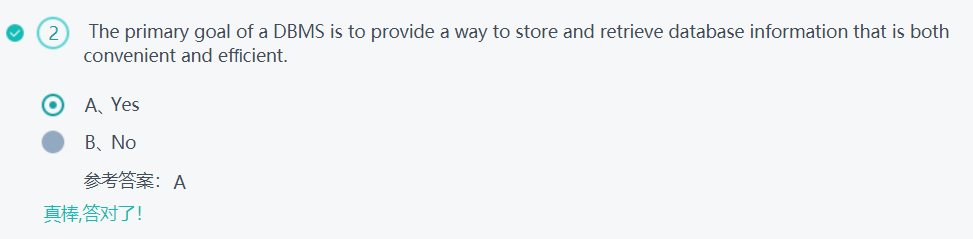 2 The primary goal of a DBMS is to provide a way to store and retrieve database information that is both
convenient and efficient.
A、Yes
B、No
参考答案：A
真棒,答对了!